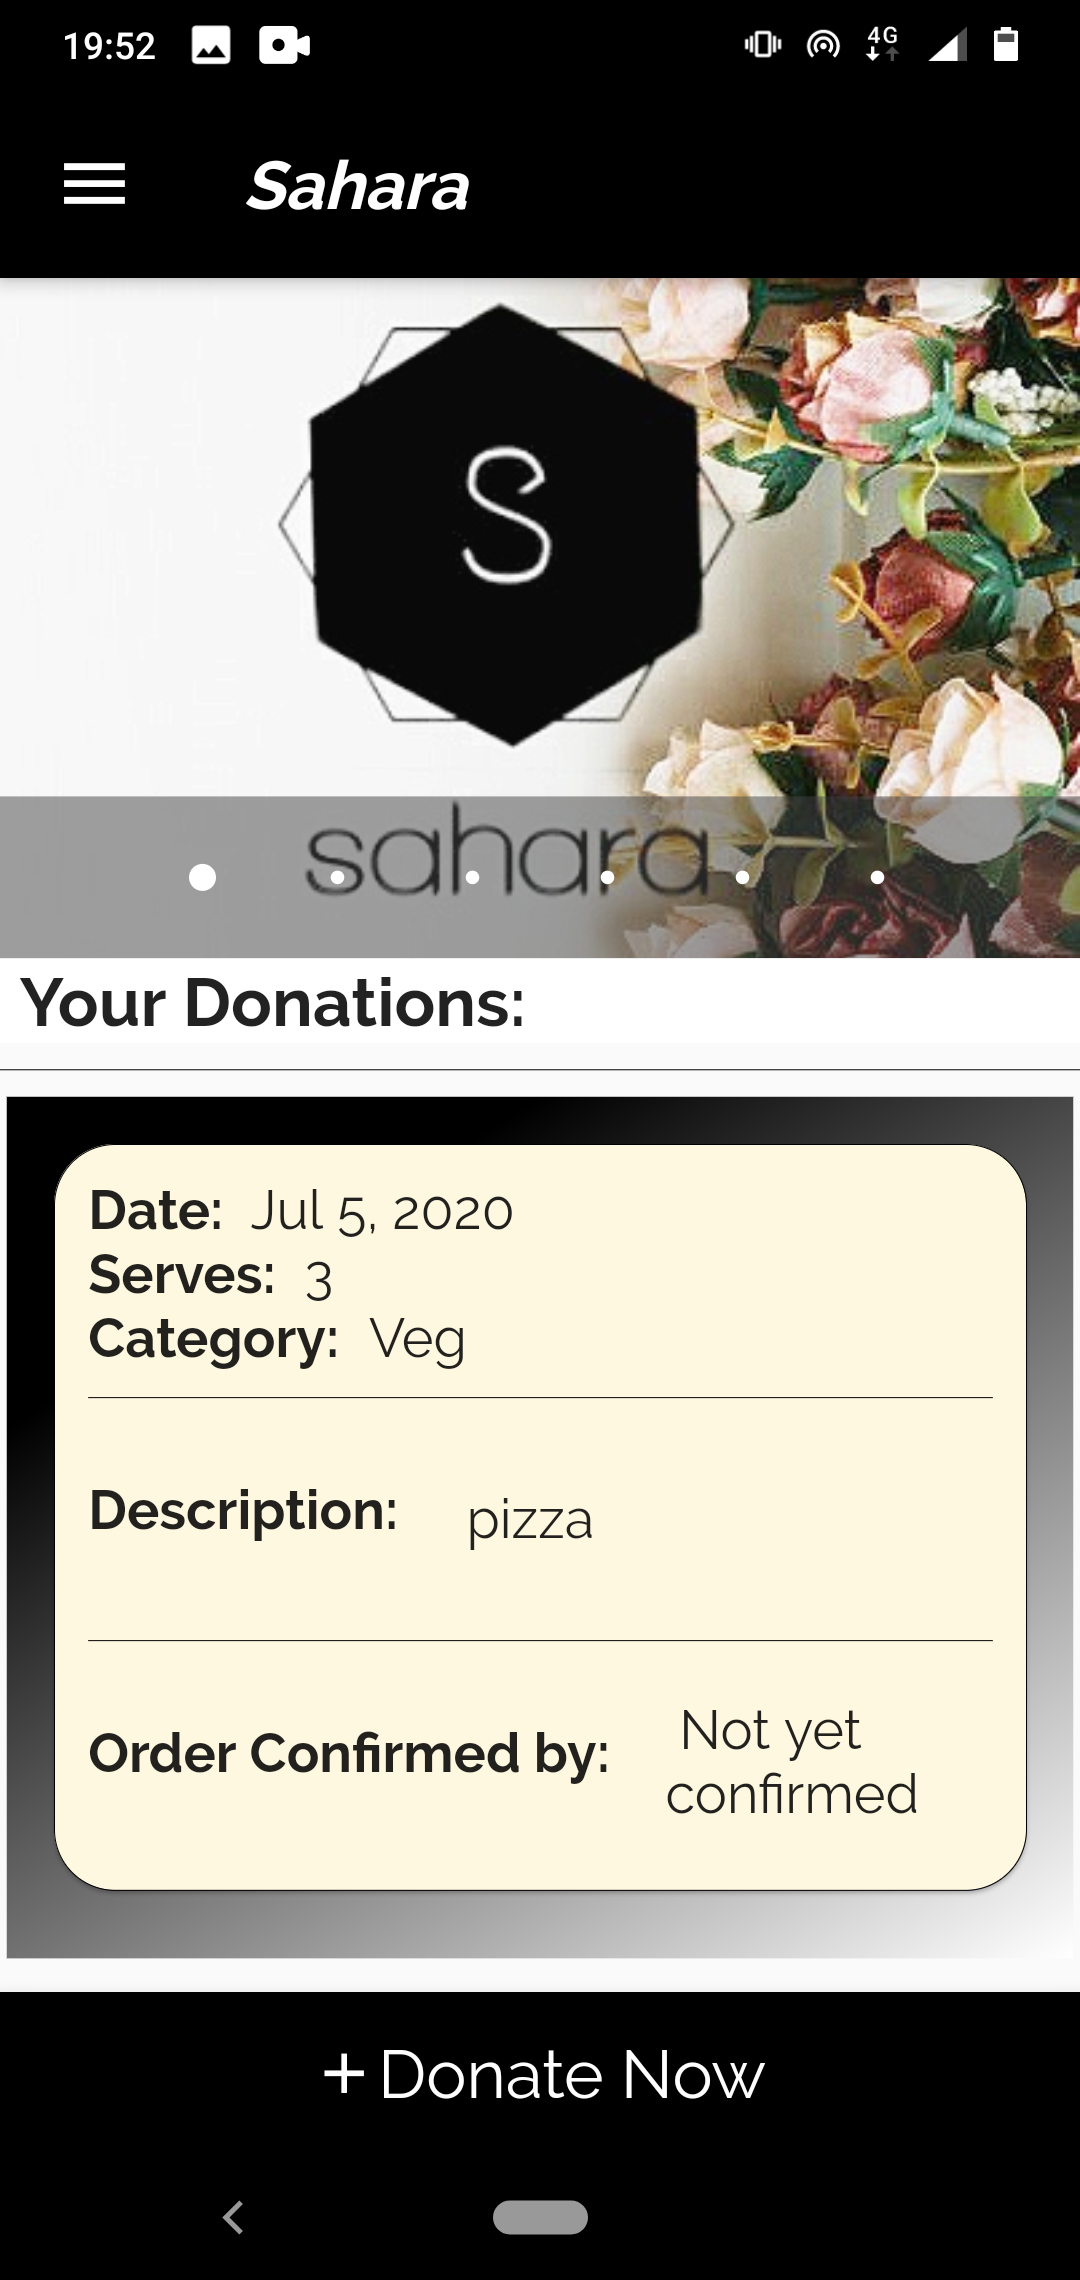 19:52
4G
Sahara
S
sahara
Your Donations:
Date: Jul 5, 2020
Serves: 3
Category: Veg
Description: pizza
Order Confirmed by: Not yet
confirmed
+ Donate Now